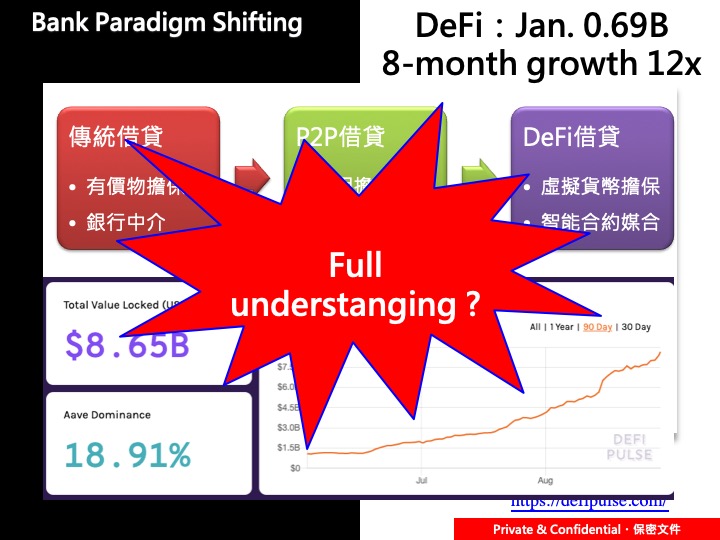 Bank Paradigm Shifting
DeFi：Jan. 0.69B
8-month growth 12x
傳統借貸
• 有價物擔保
• 銀行中介
P2P借貸
DeFi借貸
• 虛擬貨幣擔保
• 智能合約媒合
Full
understanging？
Total Value Locked (US
$8.65B
Aave Dominance
18.91%
All | 1 Year | 90 Day | 30 Day
$7.5
$6.0
$4.5B
$3.0B
$1.5B
$0
Jul
Aug
DEFI
PULSE
https://defipulse.com/
Private & Confidential・保密文件